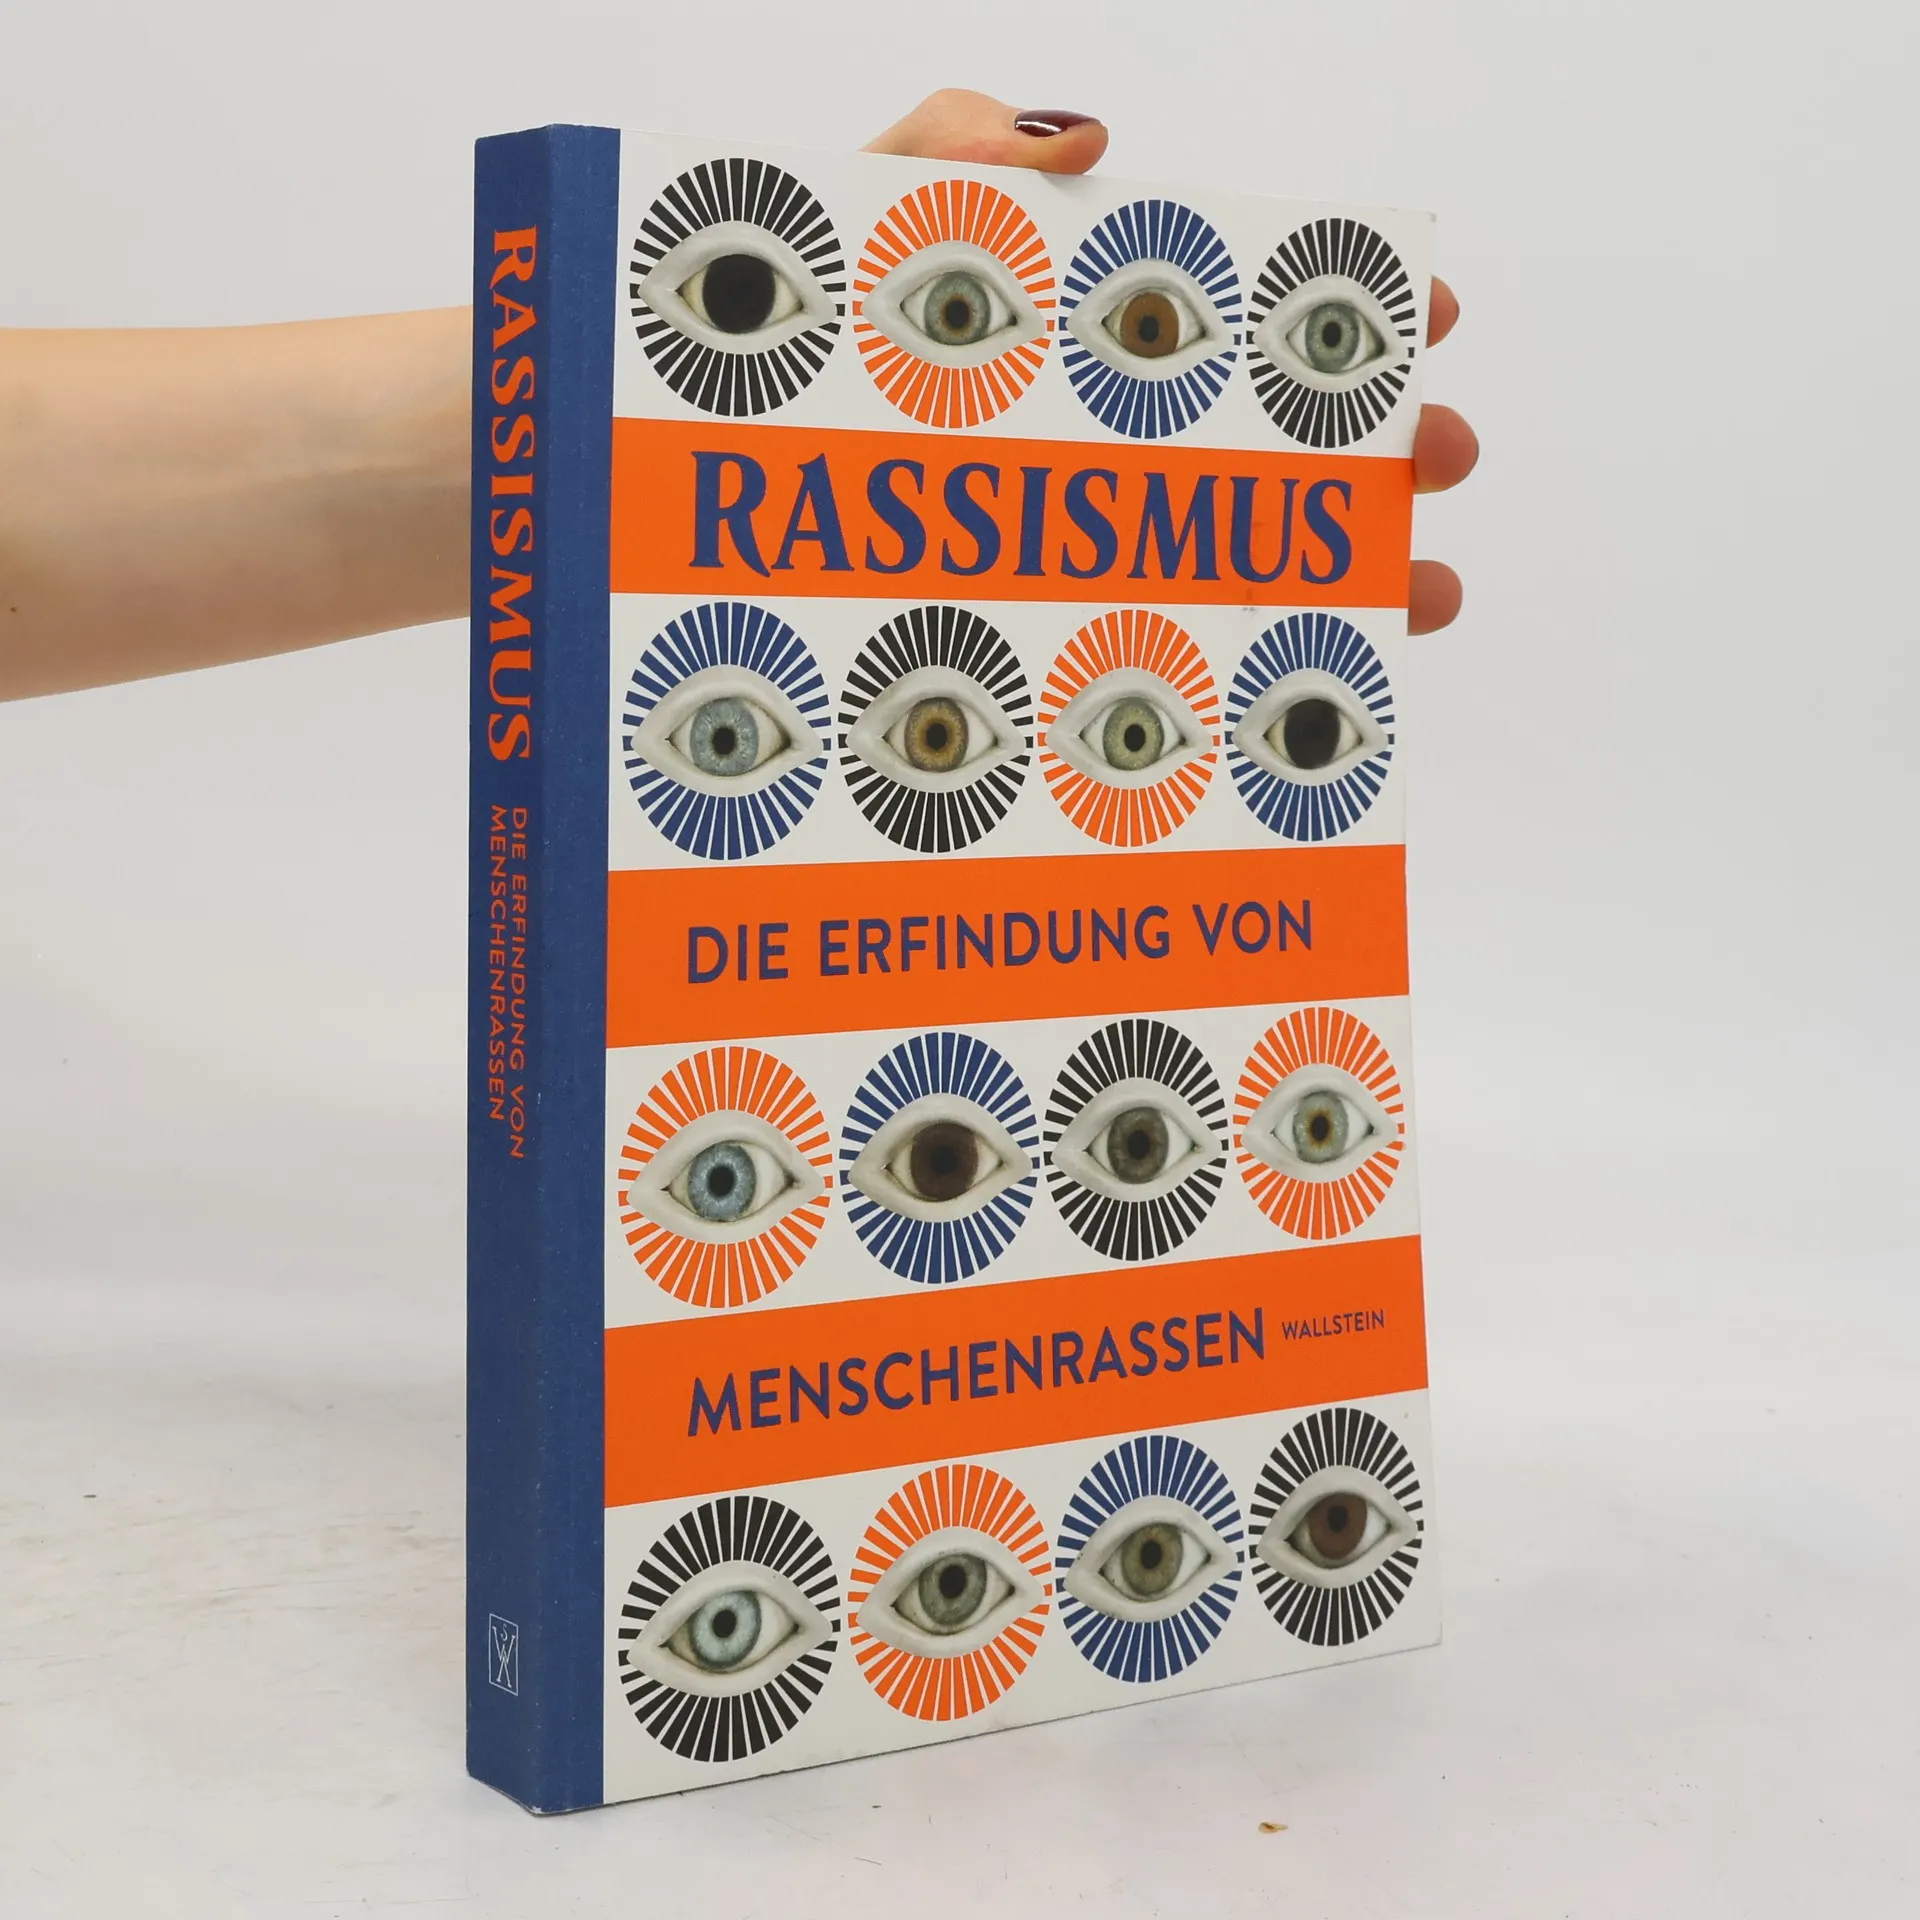 RASSISMUS
DIE ERFINDUNG VON
MENSCHENRASSEN
RASSISMUS
DIE ERFINDUNG VON
MENSCHENRASSEN WALLSTEIN